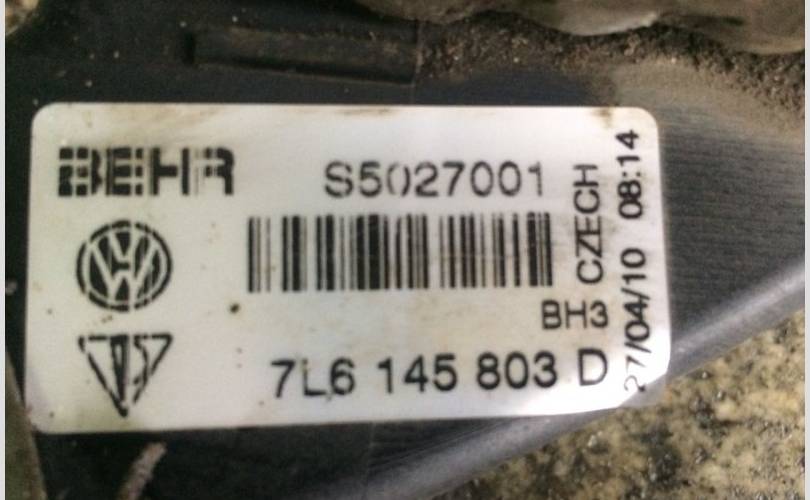 BEHR
S5027001
CZECH
27/04/10 08:14
BH3
7L6 145 803 D